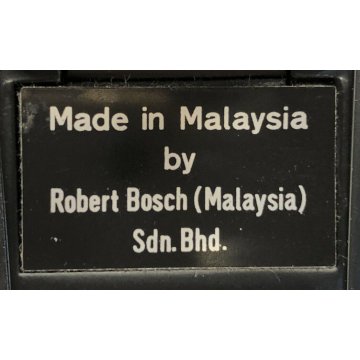 Made in Malaysia
by
Robert Bosch (Malaysia)
Sdn. Bhd.